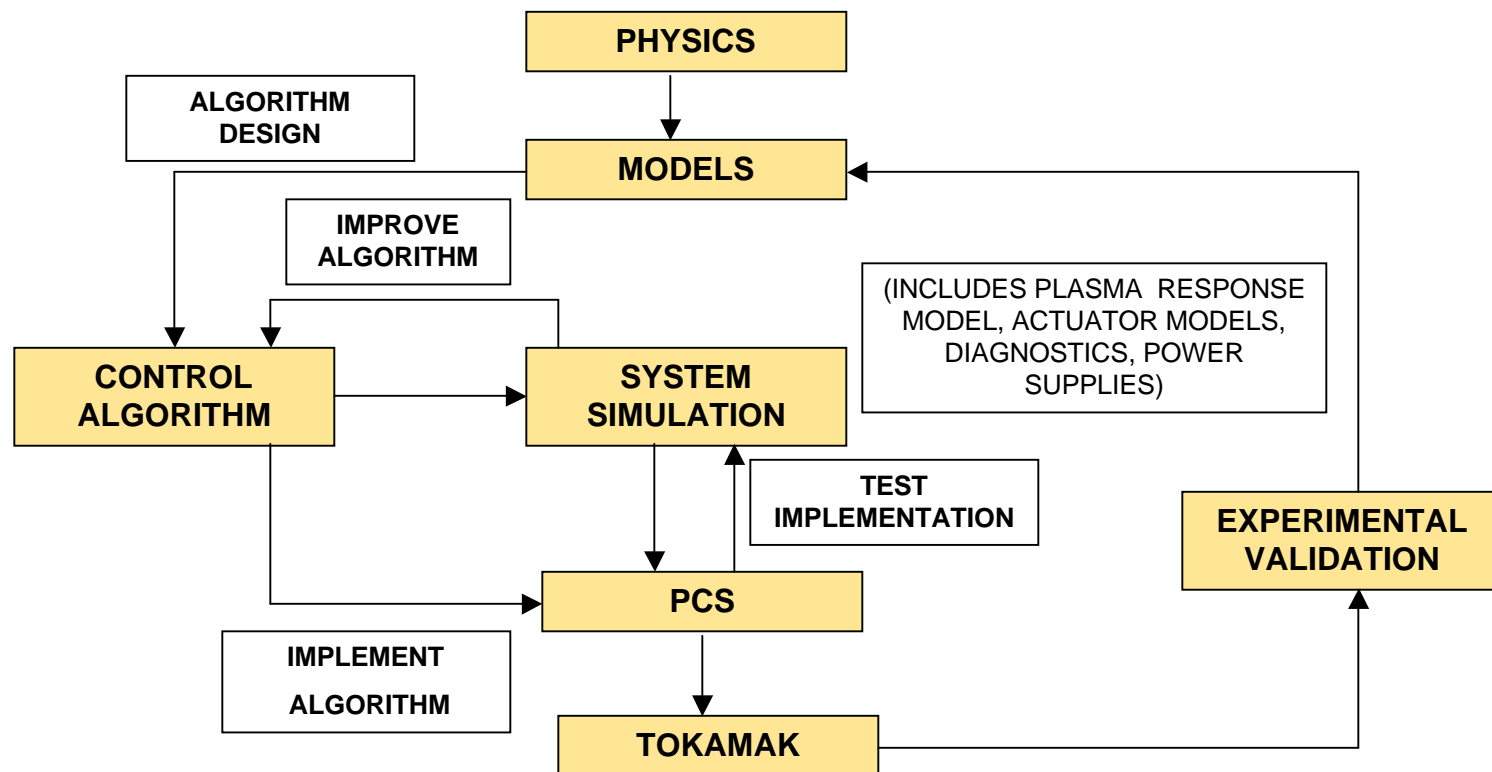 PHYSICS
ALGORITHM
DESIGN
MODELS
IMPROVE
ALGORITHM
(INCLUDES PLASMA RESPONSE
MODEL, ACTUATOR MODELS,
DIAGNOSTICS, POWER
SUPPLIES)
CONTROL
ALGORITHM
SYSTEM
SIMULATION
TEST
IMPLEMENTATION
EXPERIMENTAL
VALIDATION
PCS
IMPLEMENT
ALGORITHM
TOKAMAK